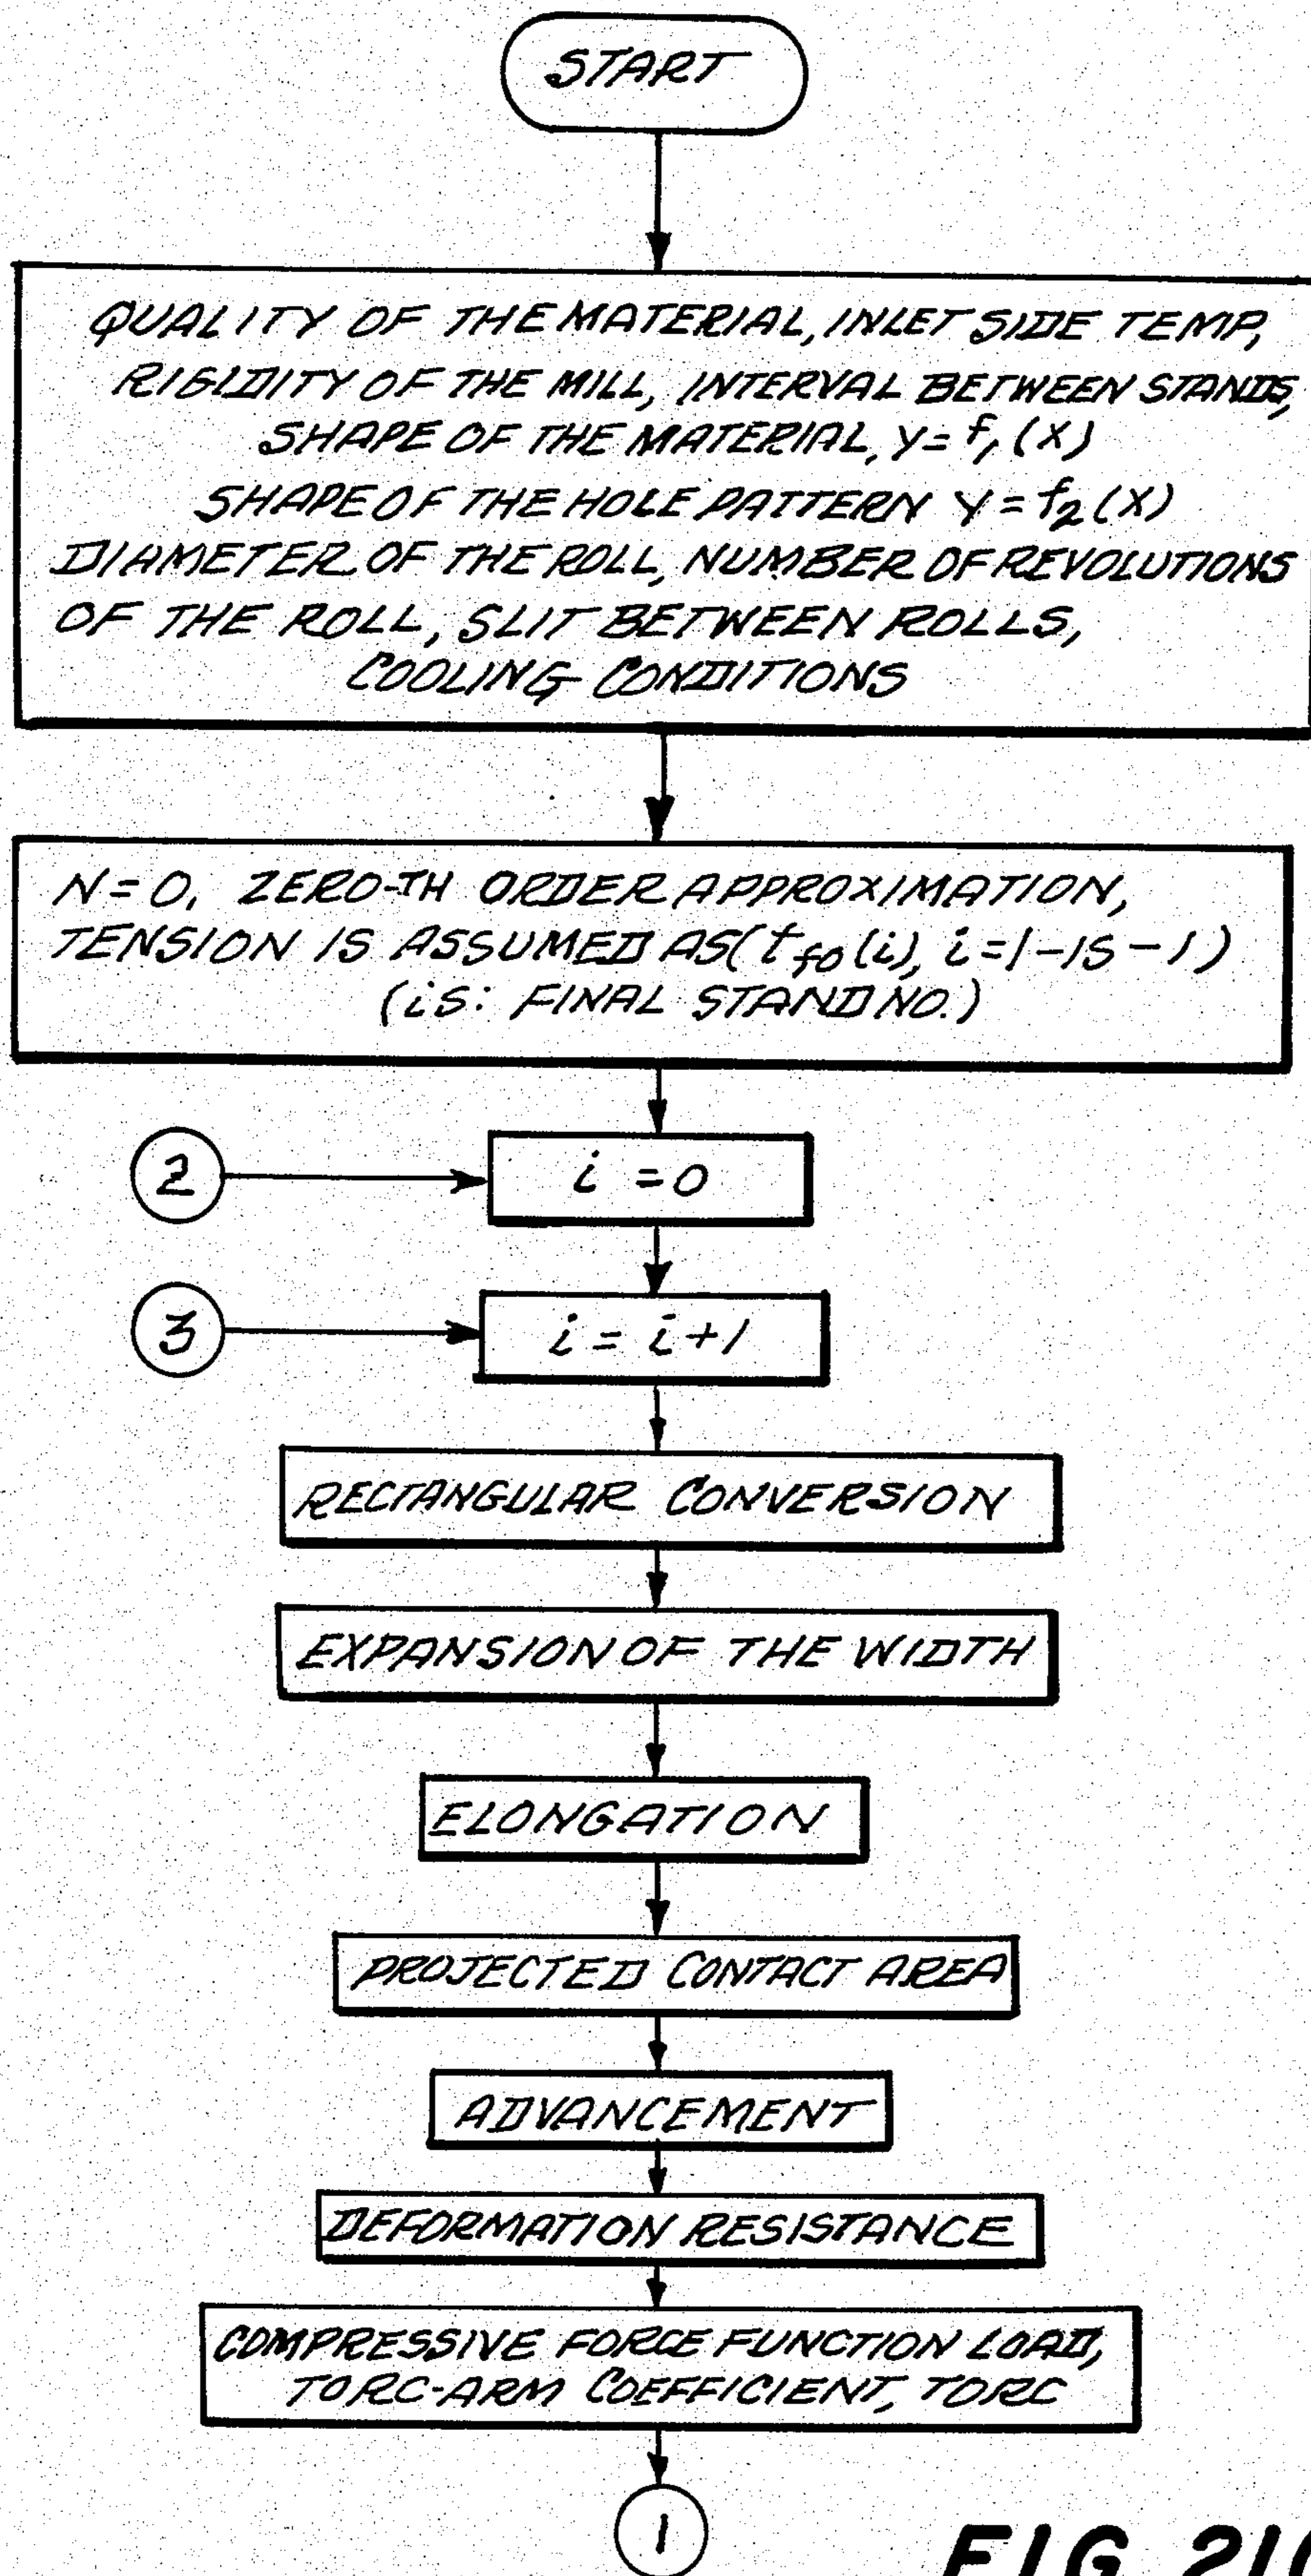 START
QUALITY OF THE MATERIAL, INLET SIDE TEMP,
RIGIDITY OF THE MILL, INTERVAL BETWEEN STANDS,
SHAPE OF THE MATERIAL, y = f₁(x)
SHAPE OF THE HOLE PATTERN y = f₂(x)
DIAMETER OF THE ROLL, NUMBER OF REVOLUTIONS
OF THE ROLL, SLIT BETWEEN ROLLS,
COOLING CONDITIONS
N=0, ZERO-TH ORDER APPROXIMATION,
TENSION IS ASSUMED AS (t_fo(i), i=1-1S-1)
(iS: FINAL STAND NO.)
2
i = 0
3
i = i+1
RECTANGULAR CONVERSION
EXPANSION OF THE WIDTH
ELONGATION
PROJECTED CONTACT AREA
ADVANCEMENT
DEFORMATION RESISTANCE
COMPRESSIVE FORCE FUNCTION LOAD,
TORC-ARM COEFFICIENT, TORC
1
FIG. 21